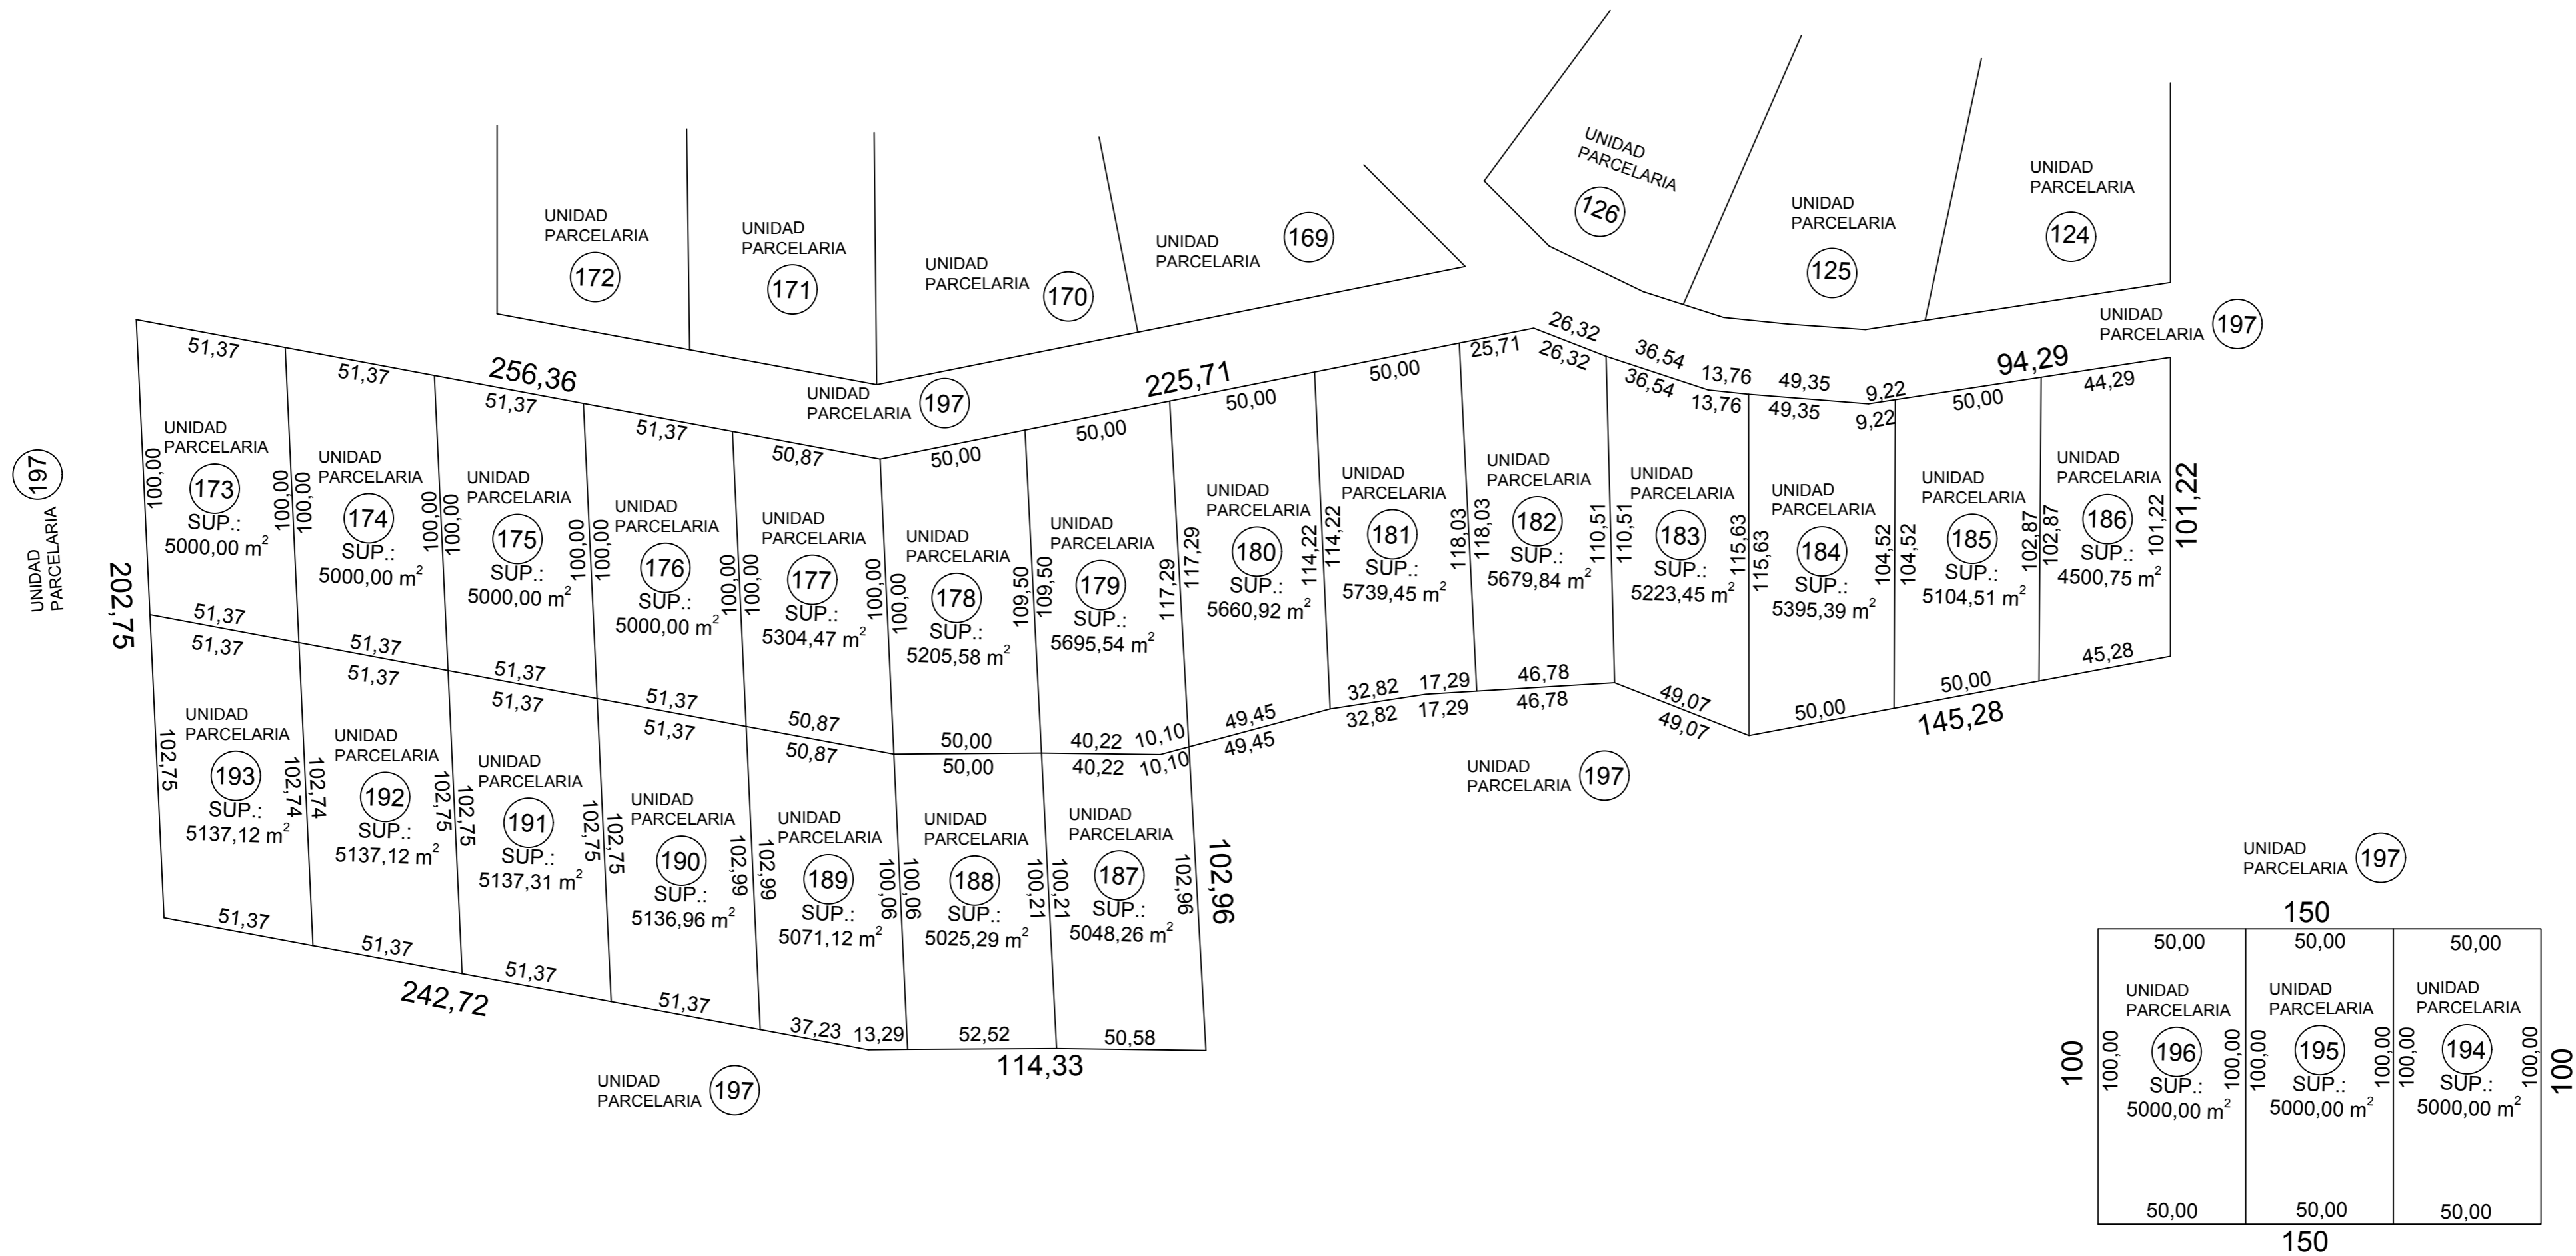 UNIDAD
PARCELARIA
172
UNIDAD
PARCELARIA
171
UNIDAD
PARCELARIA
170
UNIDAD
PARCELARIA
169
UNIDAD
PARCELARIA
126
UNIDAD
PARCELARIA
125
UNIDAD
PARCELARIA
124
UNIDAD
PARCELARIA
197
UNIDAD
PARCELARIA
197
UNIDAD
PARCELARIA
197
256,36
225,71
26,32
36,54
13,76
49,35
9,22
94,29
202,75
101,22
51,37
UNIDAD
PARCELARIA
173
SUP.:
5000,00 m²
100,00
100,00
51,37
51,37
UNIDAD
PARCELARIA
174
SUP.:
5000,00 m²
100,00
100,00
51,37
51,37
UNIDAD
PARCELARIA
175
SUP.:
5000,00 m²
100,00
100,00
51,37
51,37
UNIDAD
PARCELARIA
176
SUP.:
5000,00 m²
100,00
100,00
51,37
50,87
UNIDAD
PARCELARIA
177
SUP.:
5304,47 m²
100,00
100,00
50,87
50,00
UNIDAD
PARCELARIA
178
SUP.:
5205,58 m²
100,00
109,50
50,00
50,00
UNIDAD
PARCELARIA
179
SUP.:
5695,54 m²
109,50
117,29
40,22
10,10
50,00
UNIDAD
PARCELARIA
180
SUP.:
5660,92 m²
117,29
114,22
49,45
50,00
UNIDAD
PARCELARIA
181
SUP.:
5739,45 m²
114,22
118,03
32,82
17,29
25,71
26,32
UNIDAD
PARCELARIA
182
SUP.:
5679,84 m²
118,03
110,51
46,78
36,54
13,76
UNIDAD
PARCELARIA
183
SUP.:
5223,45 m²
110,51
115,63
49,07
49,35
9,22
UNIDAD
PARCELARIA
184
SUP.:
5395,39 m²
115,63
104,52
50,00
50,00
UNIDAD
PARCELARIA
185
SUP.:
5104,51 m²
104,52
102,87
50,00
44,29
UNIDAD
PARCELARIA
186
SUP.:
4500,75 m²
102,87
101,22
45,28
49,45
32,82
17,29
46,78
49,07
145,28
UNIDAD
PARCELARIA
197
51,37
UNIDAD
PARCELARIA
193
SUP.:
5137,12 m²
102,75
102,74
51,37
51,37
UNIDAD
PARCELARIA
192
SUP.:
5137,12 m²
102,74
102,75
51,37
51,37
UNIDAD
PARCELARIA
191
SUP.:
5137,31 m²
102,75
102,75
51,37
51,37
UNIDAD
PARCELARIA
190
SUP.:
5136,96 m²
102,75
102,99
51,37
50,87
UNIDAD
PARCELARIA
189
SUP.:
5071,12 m²
102,99
100,06
37,23
13,29
50,00
UNIDAD
PARCELARIA
188
SUP.:
5025,29 m²
100,06
100,21
52,52
40,22
10,10
UNIDAD
PARCELARIA
187
SUP.:
5048,26 m²
100,21
102,96
50,58
102,96
242,72
114,33
UNIDAD
PARCELARIA
197
UNIDAD
PARCELARIA
197
150
50,00
50,00
50,00
100
UNIDAD
PARCELARIA
196
SUP.:
5000,00 m²
100,00
100,00
UNIDAD
PARCELARIA
195
SUP.:
5000,00 m²
100,00
100,00
UNIDAD
PARCELARIA
194
SUP.:
5000,00 m²
100,00
100,00
100
50,00
50,00
50,00
150